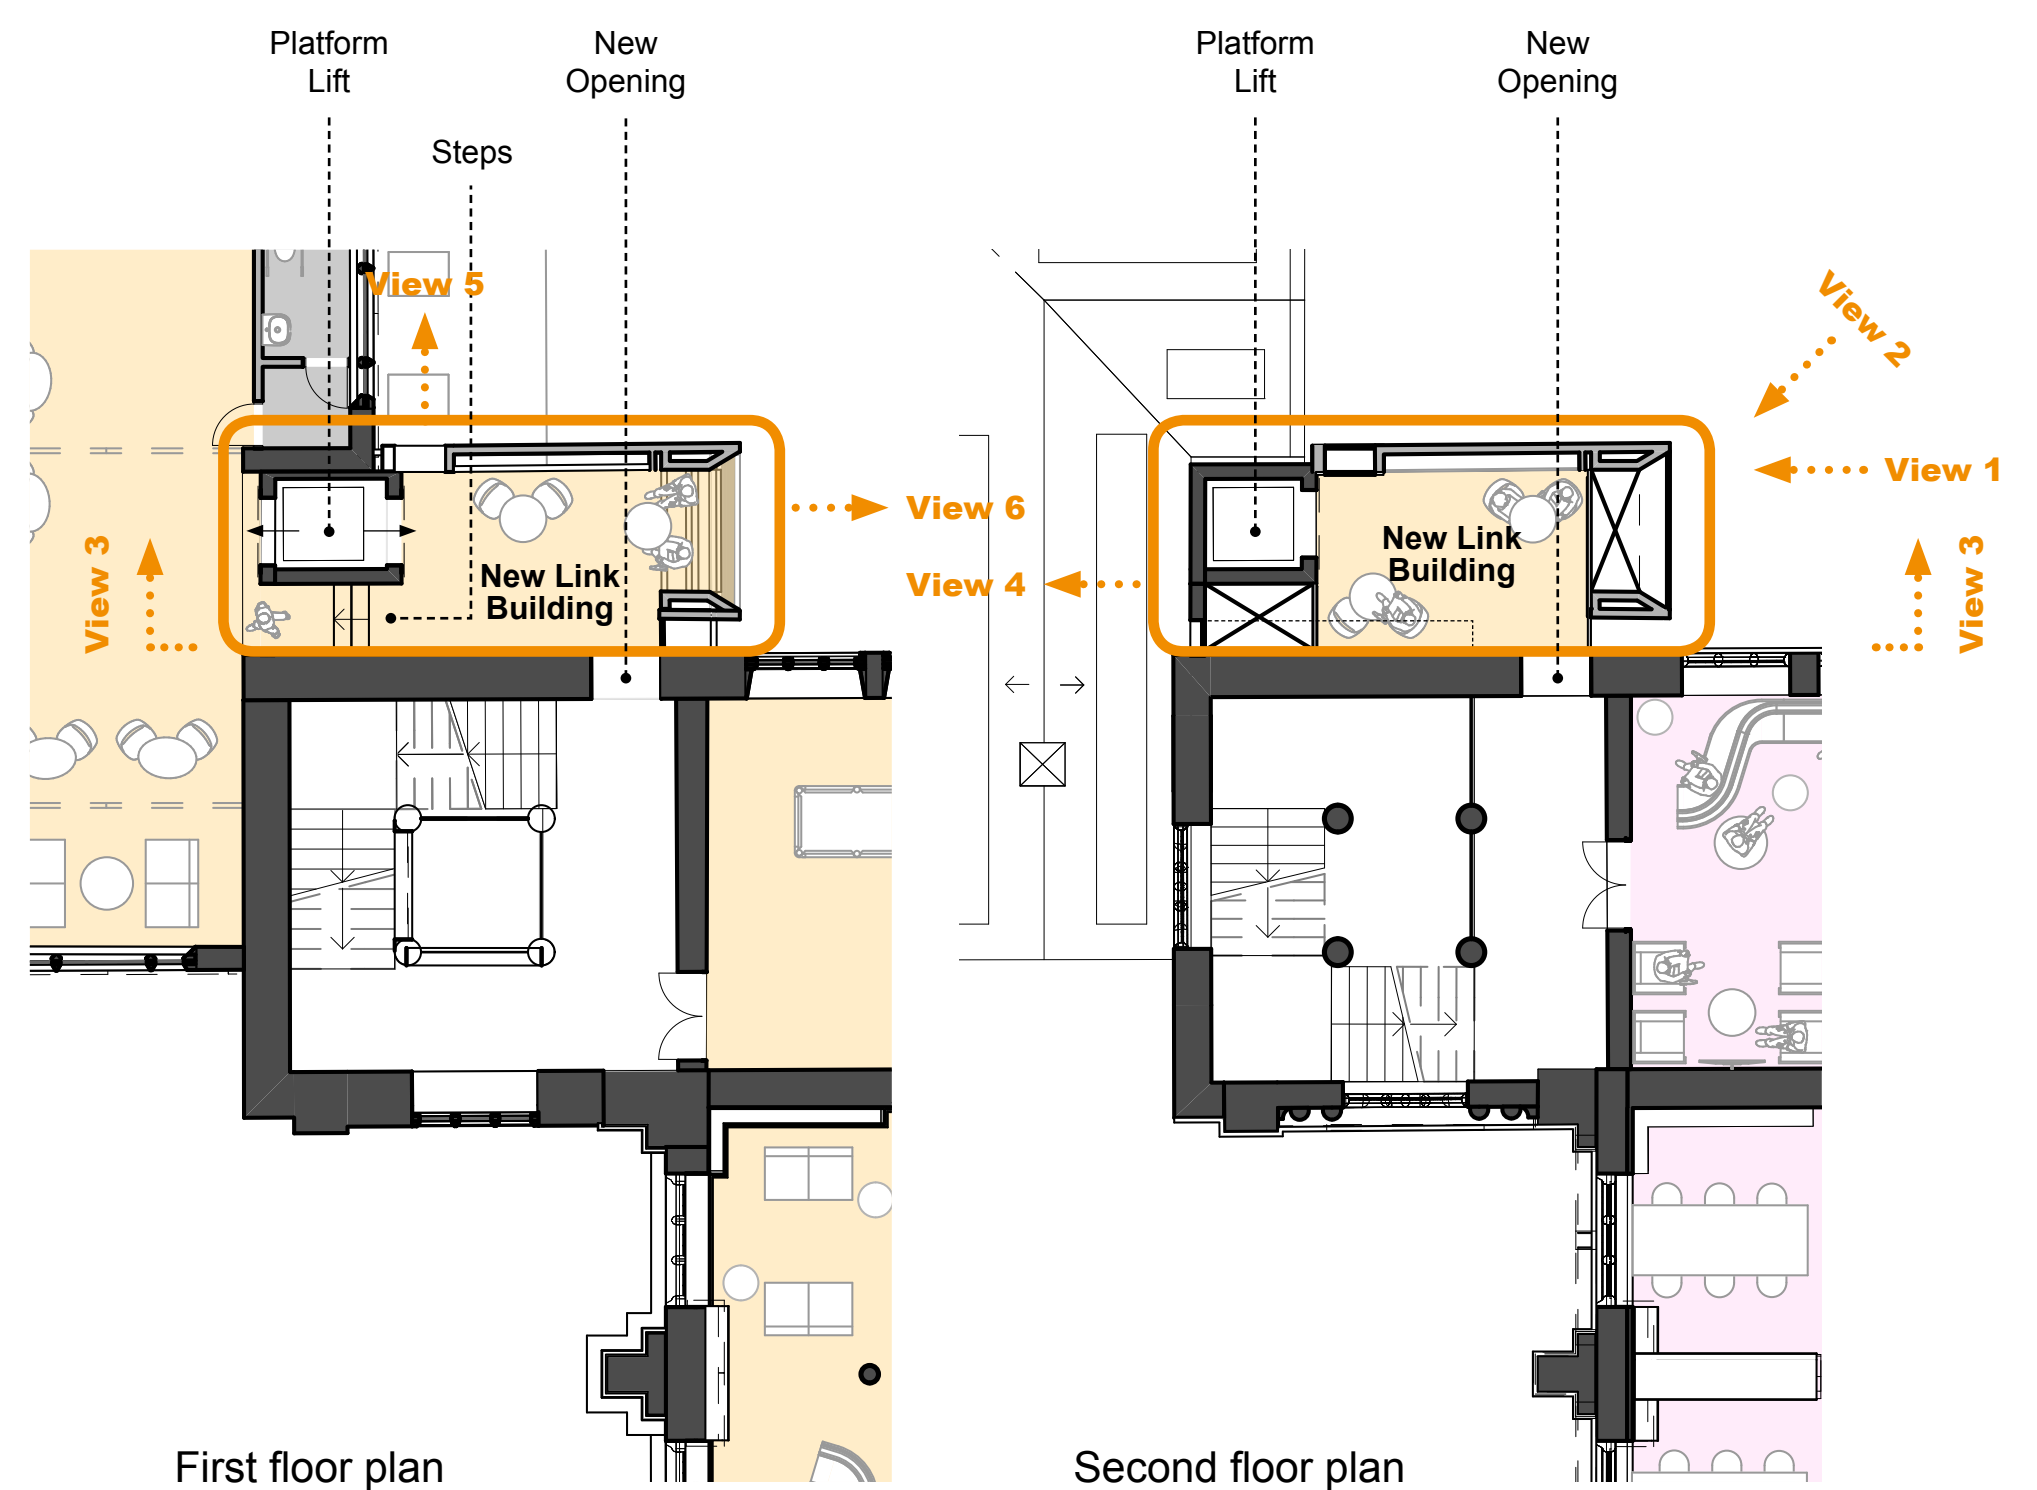 Platform
Lift
New
Opening
Steps
Platform
Lift
New
Opening
View 5
View 2
View 1
View 6
View 3
New Link
Building
View 4
New Link
Building
View 3
First floor plan
Second floor plan